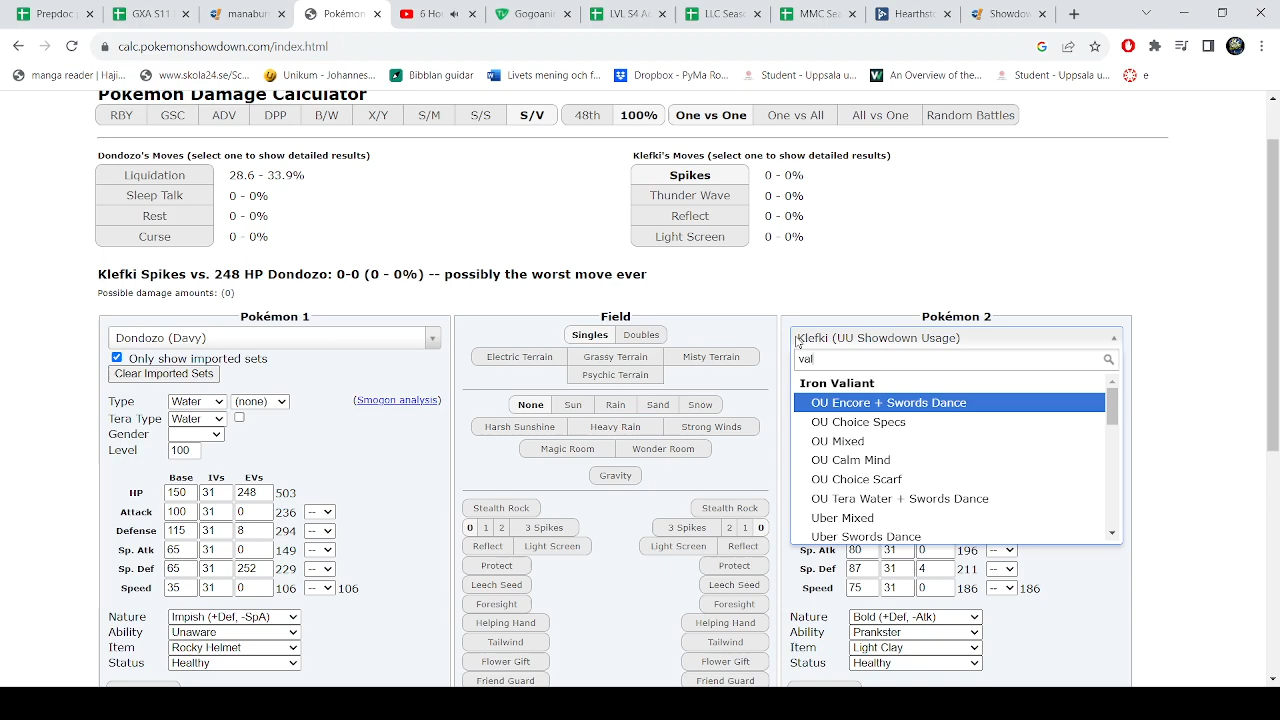 Prepdoc p
GXA S11
manabur
Pokémon
6 Hou
Gogoanin
LVL S4 Ac
LLC Seaso
MML Sea
Hearthsto
Showdow
calc.pokemonshowdown.com/index.html
manga reader | Háji...
www.skola24.se/Sc...
Unikum - Johannes...
Bibblan guidar
Livets mening och f...
Dropbox - PyMa Ro...
Student - Uppsala u...
An Overview of the...
Student - Uppsala u...
e
Pokémon Damage Calculator
RBY GSC ADV DPP B/W X/Y S/M S/S S/V 48th 100% One vs One One vs All All vs One Random Battles
Dondozo's Moves (select one to show detailed results)
Liquidation 28.6 - 33.9%
Sleep Talk 0 - 0%
Rest 0 - 0%
Curse 0 - 0%
Klefki's Moves (select one to show detailed results)
Spikes 0 - 0%
Thunder Wave 0 - 0%
Reflect 0 - 0%
Light Screen 0 - 0%
Klefki Spikes vs. 248 HP Dondozo: 0-0 (0 - 0%) -- possibly the worst move ever
Possible damage amounts: (0)
Pokémon 1
Dondozo (Davy)
Only show imported sets
Clear Imported Sets
Type Water (none) (Smogon analysis)
Tera Type Water
Gender
Level 100
Base IVs EVs
HP 150 31 248 503
Attack 100 31 0 236 --
Defense 115 31 8 294 --
Sp. Atk 65 31 0 149 --
Sp. Def 65 31 252 229 --
Speed 35 31 0 106 -- 106
Nature Impish (+Def, -SpA)
Ability Unaware
Item Rocky Helmet
Status Healthy
Field
Singles Doubles
Electric Terrain Grassy Terrain Misty Terrain
Psychic Terrain
None Sun Rain Sand Snow
Harsh Sunshine Heavy Rain Strong Winds
Magic Room Wonder Room
Gravity
Stealth Rock Stealth Rock
0 1 2 3 Spikes 3 Spikes 2 1 0
Reflect Light Screen Light Screen Reflect
Protect Protect
Leech Seed Leech Seed
Foresight Foresight
Helping Hand Helping Hand
Tailwind Tailwind
Flower Gift Flower Gift
Friend Guard Friend Guard
Pokémon 2
Klefki (UU Showdown Usage)
val
Iron Valiant
OU Encore + Swords Dance
OU Choice Specs
OU Mixed
OU Calm Mind
OU Choice Scarf
OU Tera Water + Swords Dance
Uber Mixed
Uber Swords Dance
Sp. Atk 80 31 0 196 --
Sp. Def 87 31 4 211 --
Speed 75 31 0 186 -- 186
Nature Bold (+Def, -Atk)
Ability Prankster
Item Light Clay
Status Healthy